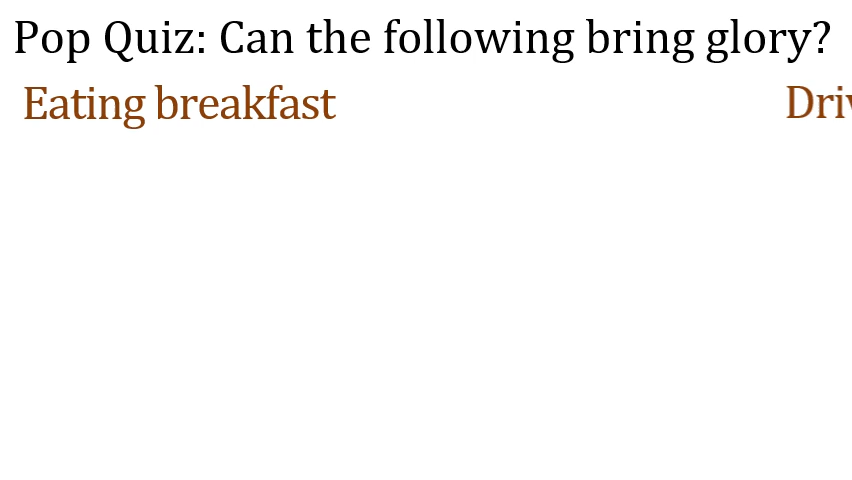 Pop Quiz: Can the following bring glory?
Eating breakfast